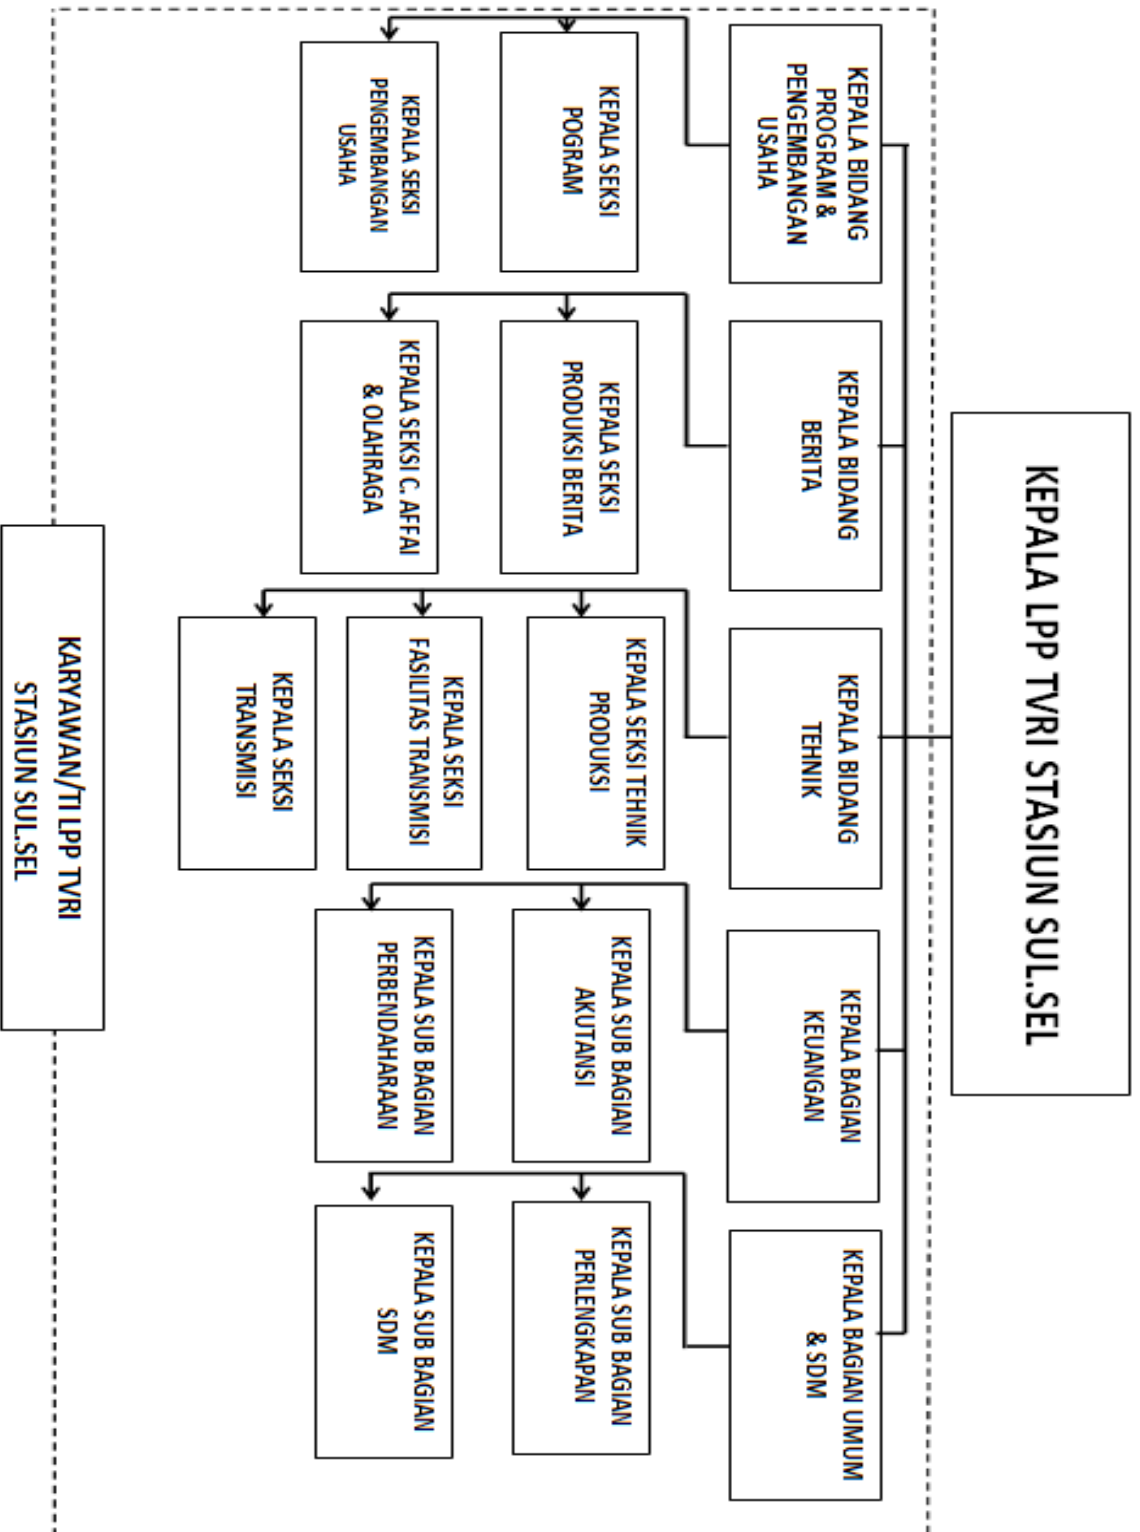 KEPALA LPP TVRI STASIUN SUL.SEL
KEPALA BIDANG
PROGRAM &
PENGEMBANGAN
USAHA
KEPALA BIDANG
BERITA
KEPALA BIDANG
TEHNIK
KEPALA BAGIAN
KEUANGAN
KEPALA BAGIAN UMUM
& SDM
KEPALA SEKSI
POGRAM
KEPALA SEKSI
PRODUKSI BERITA
KEPALA SEKSI TEHNIK
PRODUKSI
KEPALA SUB BAGIAN
AKUTANSI
KEPALA SUB BAGIAN
PERLENGKAPAN
KEPALA SEKSI
PENGEMBANGAN
USAHA
KEPALA SEKSI C. AFFAI
& OLAHRAGA
KEPALA SEKSI
FASILITAS TRANSMISI
KEPALA SUB BAGIAN
PERBENDAHARAAN
KEPALA SUB BAGIAN
SDM
KEPALA SEKSI
TRANSMISI
KARYAWAN/TI LPP TVRI
STASIUN SUL.SEL